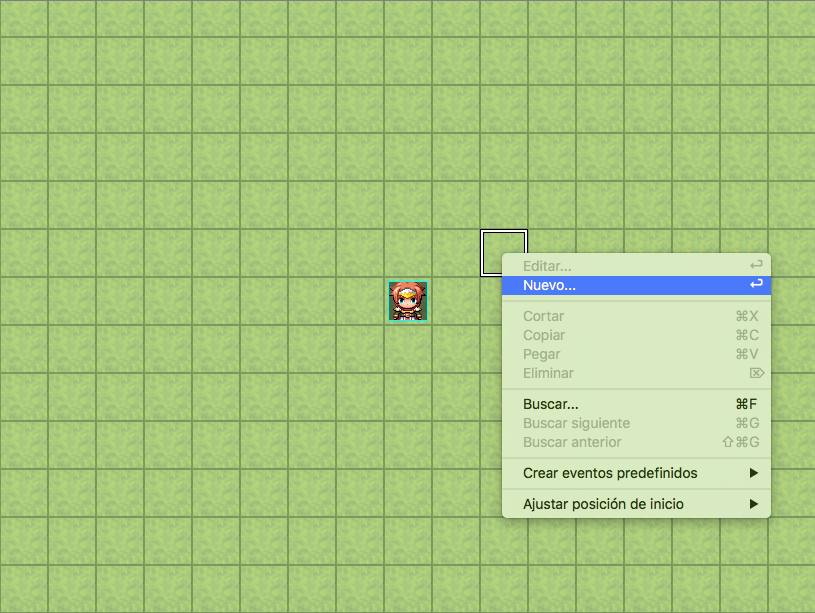 Editar... ↩
Nuevo... ↩
Cortar ⌘X
Copiar ⌘C
Pegar ⌘V
Eliminar ⌦
Buscar... ⌘F
Buscar siguiente ⌘G
Buscar anterior ⇧⌘G
Crear eventos predefinidos ▶
Ajustar posición de inicio ▶